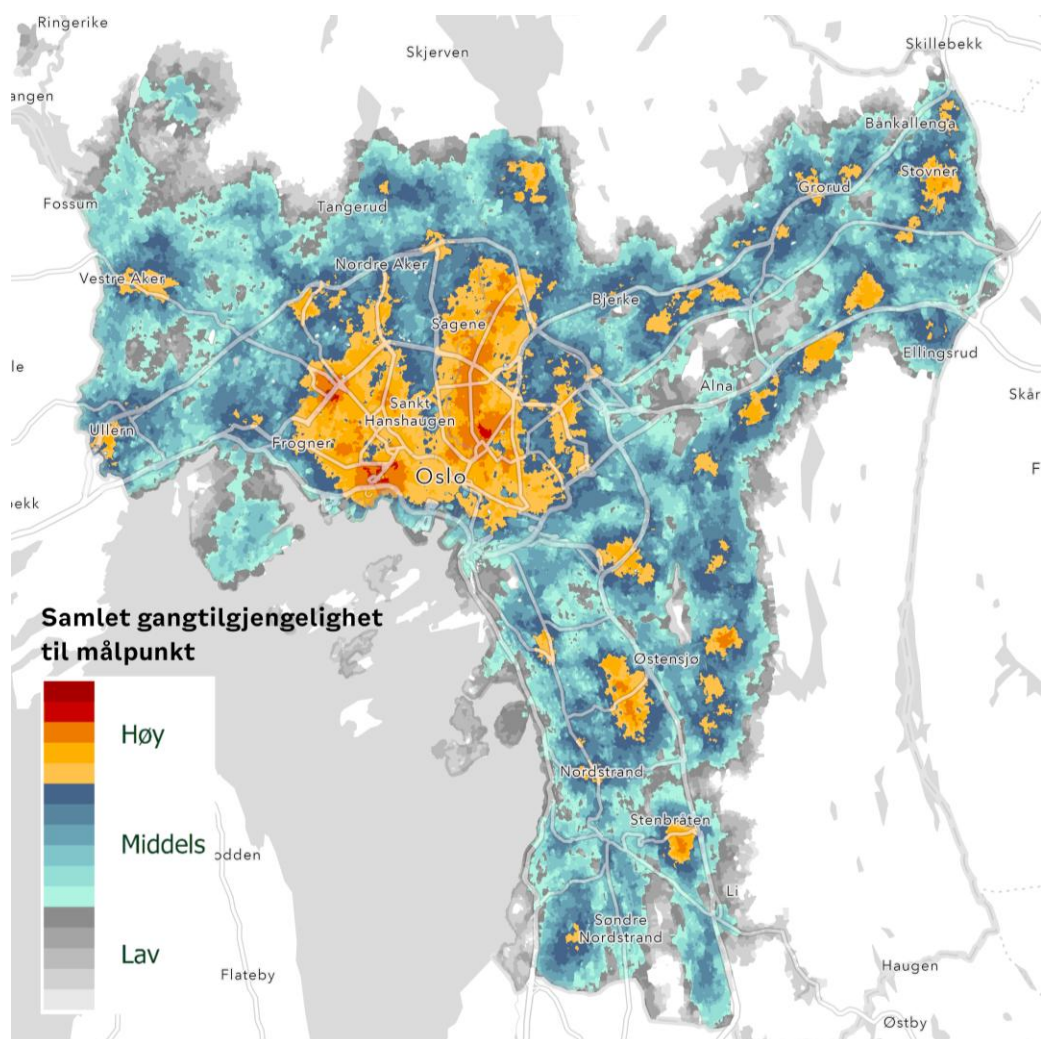 Ringerike
Skjerven
Skillebekk
angen
Bånkallenga
Stovner
Grorud
Fossum
Tangerud
Nordre Aker
Vestre Aker
Bjerke
Sagene
Ellingsrud
le
Alna
Skår
Sankt
Hanshaugen
Ullern
Frogner
Oslo
F
ekk
Samlet gangtilgjengelighet
til målpunkt
Østensjø
Høy
Nordstrand
Stenbråten
Middels
odden
Li
Søndre
Nordstrand
Lav
Flateby
Haugen
Østby